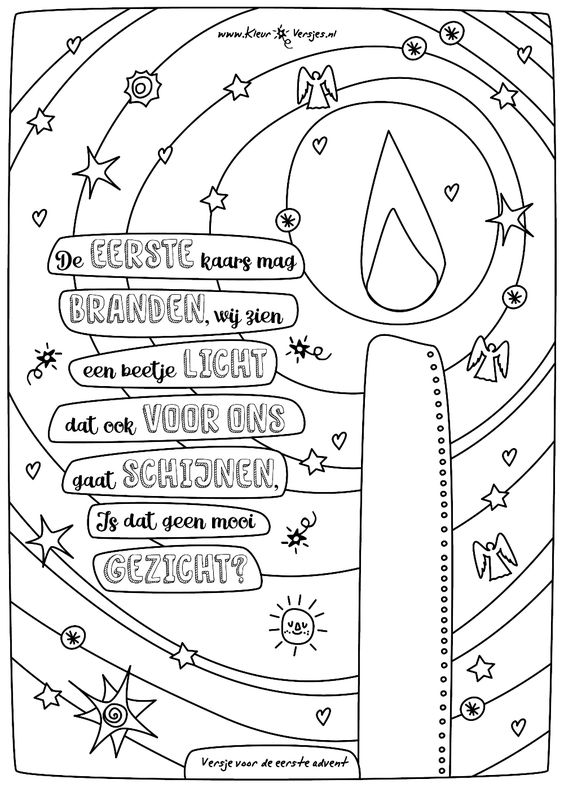 www.KleurVersjes.nl
De EERSTE kaars mag
BRANDEN, wij zien
een beetje LICHT
dat ook VOOR ONS
gaat SCHIJNEN,
Is dat geen mooi
GEZICHT?
Versje voor de eerste advent